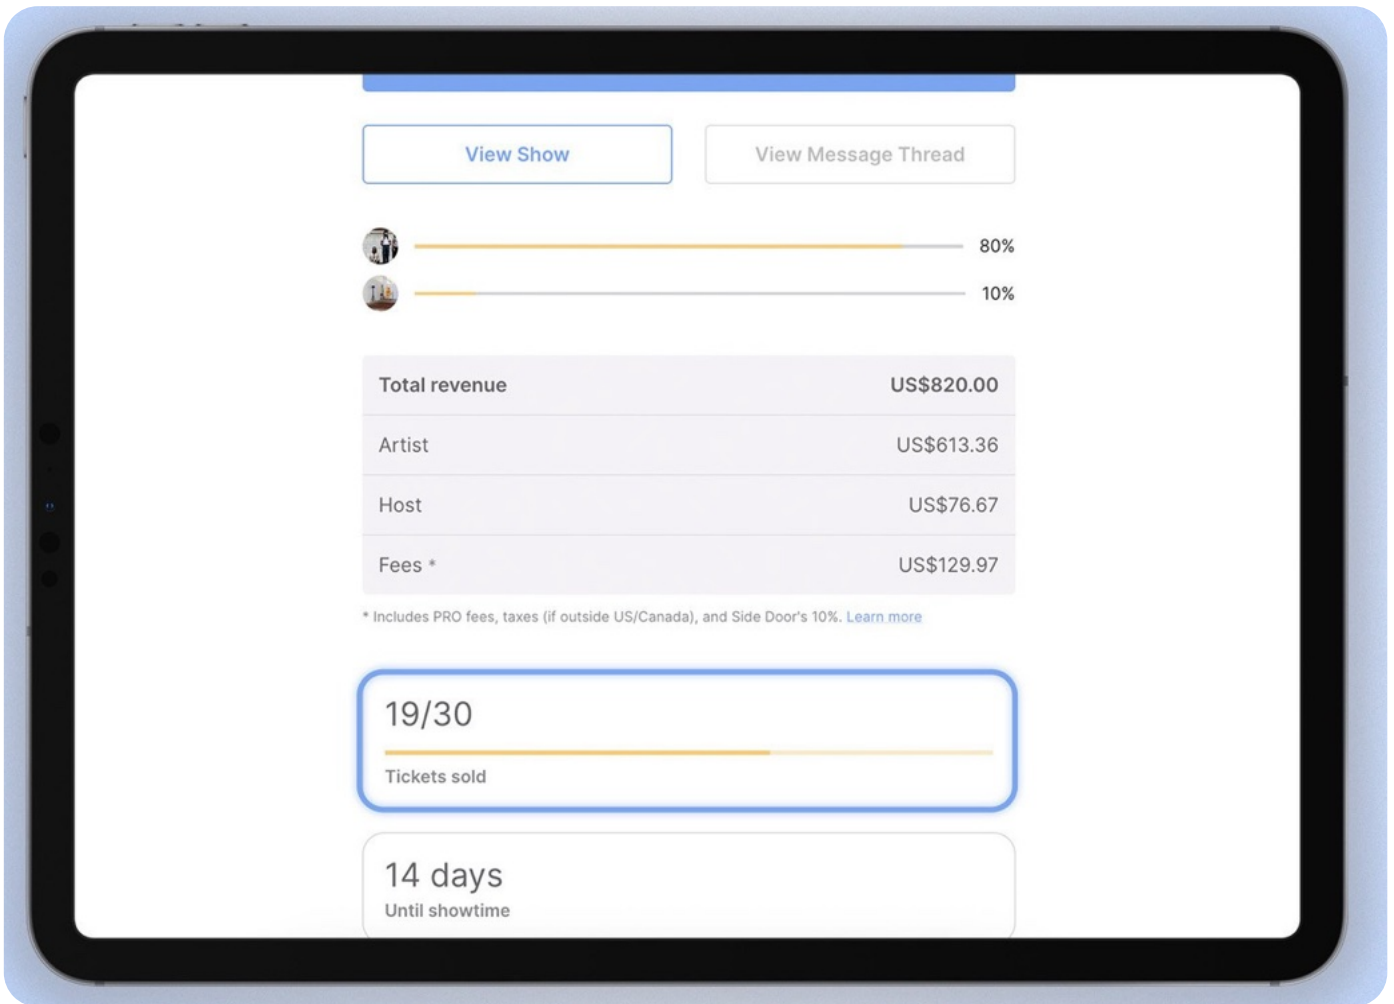 View Show
View Message Thread
80%
10%
Total revenue US$820.00
Artist US$613.36
Host US$76.67
Fees * US$129.97
* Includes PRO fees, taxes (if outside US/Canada), and Side Door's 10%. Learn more
19/30
Tickets sold
14 days
Until showtime